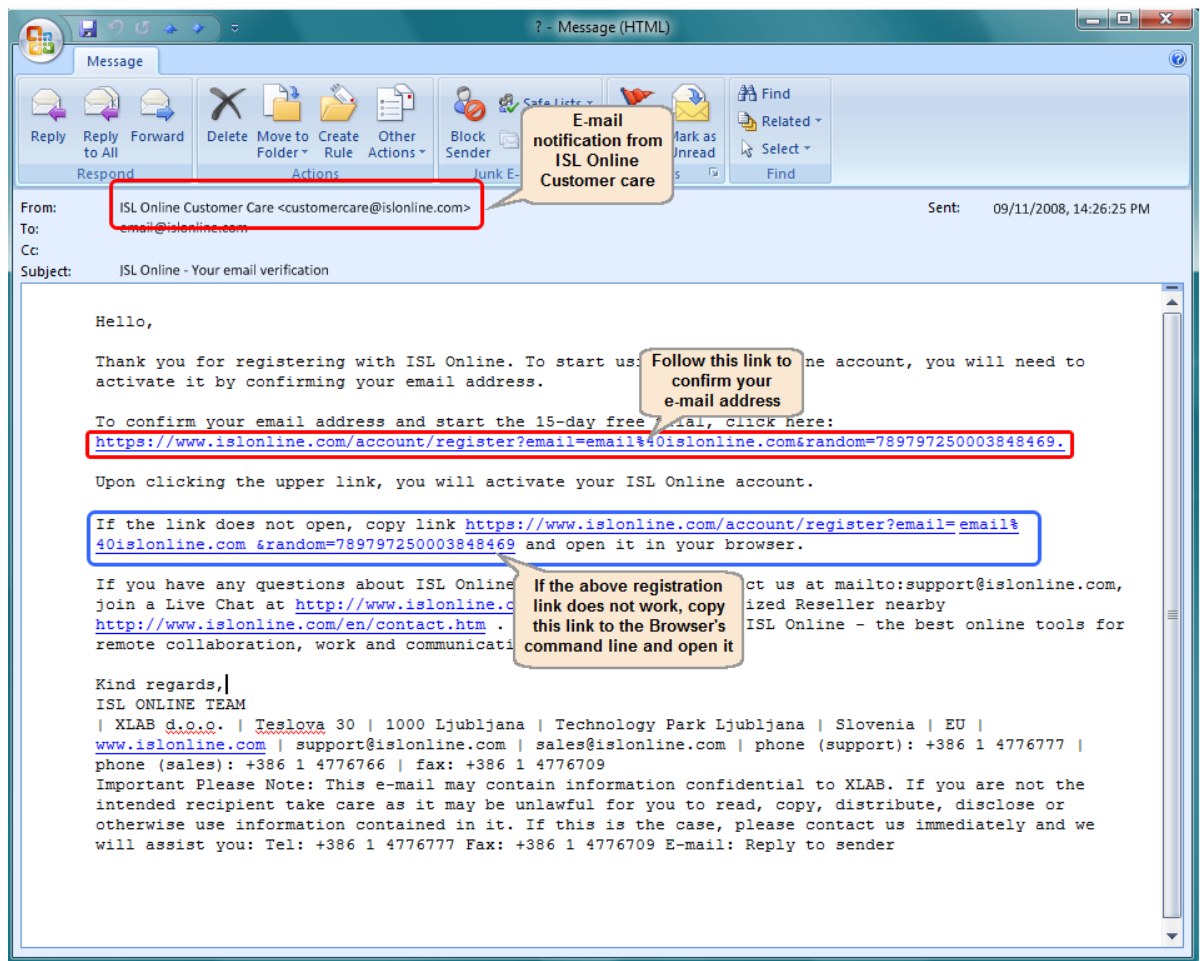 ? - Message (HTML)
Message
Reply Reply to All Forward Delete Move to Folder Create Rule Other Actions Block Sender Safe Lists Mark as Unread Find Related Select
Respond Actions Junk E- Find
E-mail
notification from
ISL Online
Customer care
From: ISL Online Customer Care <customercare@islonline.com> Sent: 09/11/2008, 14:26:25 PM
To: email@islonline.com
Cc:
Subject: ISL Online - Your email verification
Hello,
Thank you for registering with ISL Online. To start ne account, you will need to
activate it by confirming your email address.
Follow this link to
confirm your
e-mail address
To confirm your email address and start the 15-day free trial, click here:
https://www.islonline.com/account/register?email=email%40islonline.com&random=789797250003848469.
Upon clicking the upper link, you will activate your ISL Online account.
If the link does not open, copy link https://www.islonline.com/account/register?email= email%
40islonline.com &random=789797250003848469 and open it in your browser.
If you have any questions about ISL Online ct us at mailto:support@islonline.com,
join a Live Chat at http://www.islonline.c ized Reseller nearby
http://www.islonline.com/en/contact.htm . ISL Online - the best online tools for
remote collaboration, work and communicati
If the above registration
link does not work, copy
this link to the Browser's
command line and open it
Kind regards,
ISL ONLINE TEAM
| XLAB d.o.o. | Teslova 30 | 1000 Ljubljana | Technology Park Ljubljana | Slovenia | EU |
www.islonline.com | support@islonline.com | sales@islonline.com | phone (support): +386 1 4776777 |
phone (sales): +386 1 4776766 | fax: +386 1 4776709
Important Please Note: This e-mail may contain information confidential to XLAB. If you are not the
intended recipient take care as it may be unlawful for you to read, copy, distribute, disclose or
otherwise use information contained in it. If this is the case, please contact us immediately and we
will assist you: Tel: +386 1 4776777 Fax: +386 1 4776709 E-mail: Reply to sender